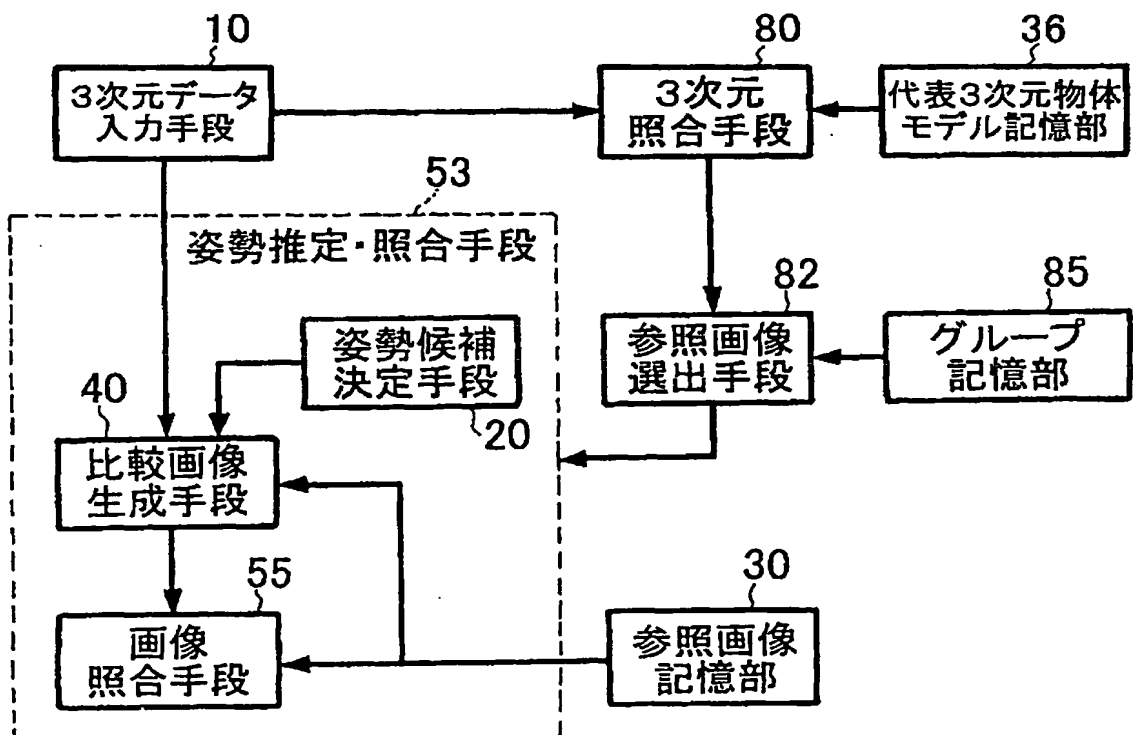 10
3次元データ
入力手段
80
3次元
照合手段
36
代表3次元物体
モデル記憶部
53
姿勢推定・照合手段
姿勢候補
決定手段
20
82
参照画像
選出手段
85
グループ
記憶部
40
比較画像
生成手段
55
画像
照合手段
30
参照画像
記憶部